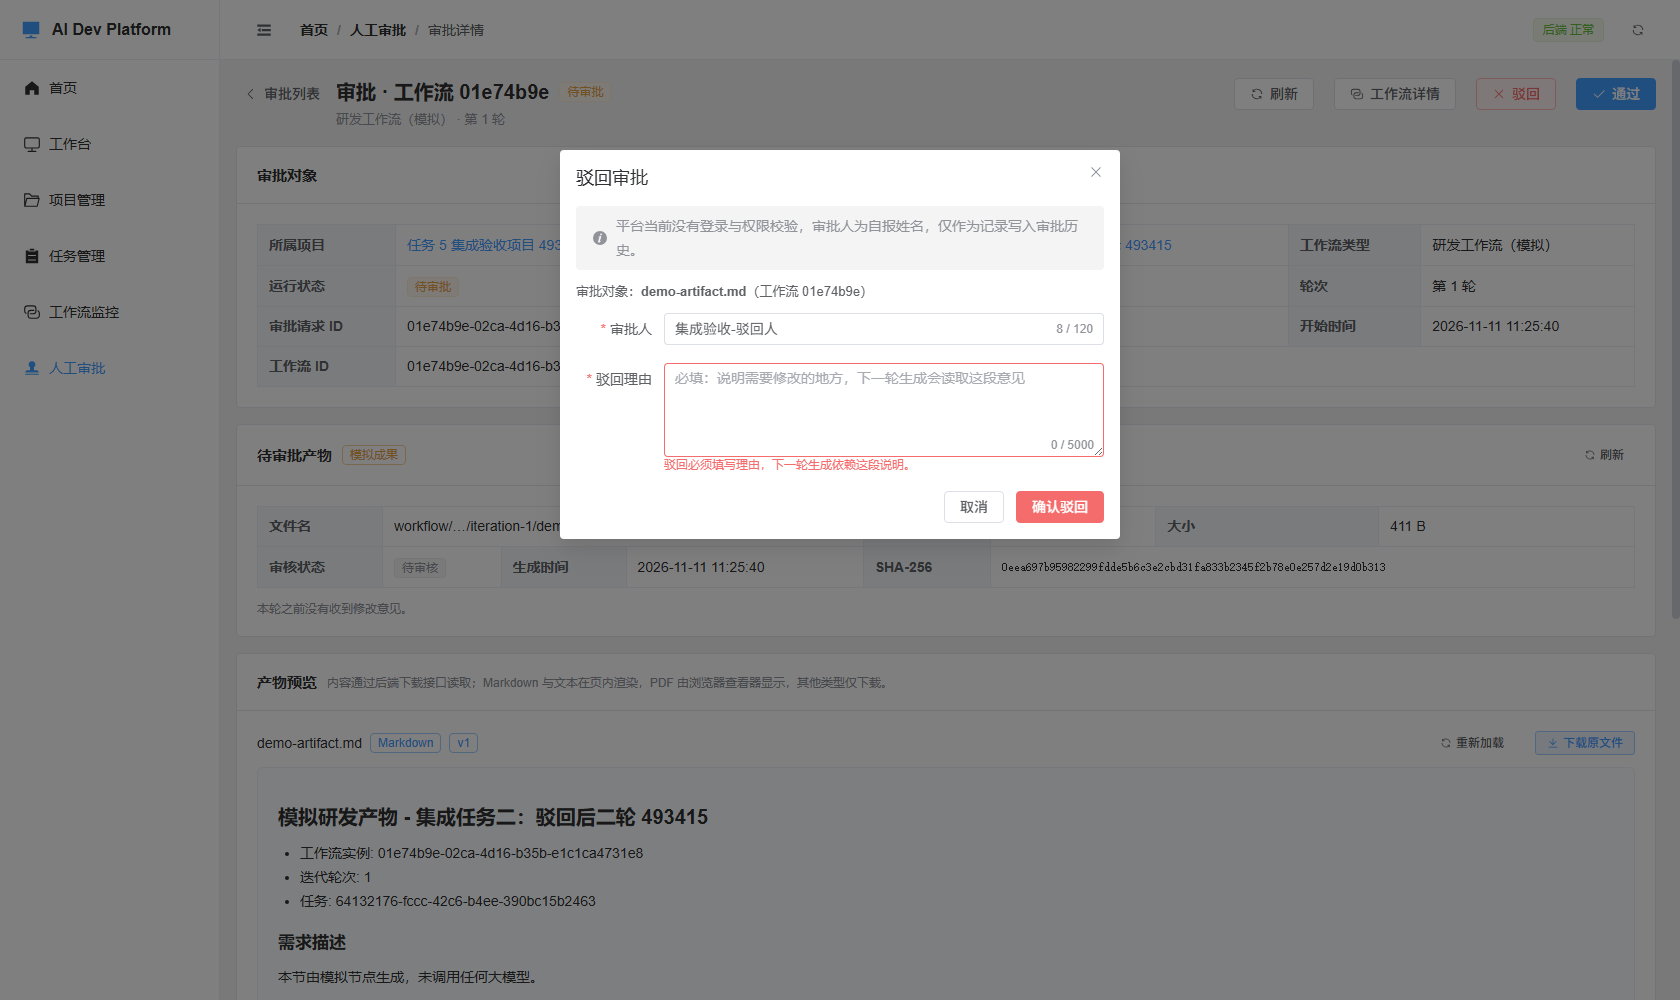 AI Dev Platform
首页 / 人工审批 / 审批详情
后端 正常
首页
工作台
项目管理
任务管理
工作流监控
人工审批
审批列表
审批 · 工作流 01e74b9e
待审批
研发工作流（模拟） · 第 1 轮
刷新
工作流详情
驳回
通过
审批对象
所属项目
任务 5 集成验收项目 493
493415
工作流类型
研发工作流（模拟）
运行状态
待审批
轮次
第 1 轮
审批请求 ID
01e74b9e-02ca-4d16-b3
开始时间
2026-11-11 11:25:40
工作流 ID
01e74b9e-02ca-4d16-b3
驳回审批
平台当前没有登录与权限校验，审批人为自报姓名，仅作为记录写入审批历
史。
审批对象：demo-artifact.md（工作流 01e74b9e）
* 审批人
集成验收-驳回人
8 / 120
* 驳回理由
必填：说明需要修改的地方，下一轮生成会读取这段意见
0 / 5000
驳回必须填写理由，下一轮生成依赖这段说明。
取消
确认驳回
待审批产物
模拟成果
刷新
文件名
workflow/…/iteration-1/dem
大小
411 B
审核状态
待审核
生成时间
2026-11-11 11:25:40
SHA-256
0eea697b95982299fdde5b6c3e2cbd31fa833b2345f2b78e0e257d2e19d0b313
本轮之前没有收到修改意见。
产物预览
内容通过后端下载接口读取；Markdown 与文本在页内渲染，PDF 由浏览器查看器显示，其他类型仅下载。
demo-artifact.md
Markdown
v1
重新加载
下载原文件
模拟研发产物 - 集成任务二：驳回后二轮 493415
• 工作流实例: 01e74b9e-02ca-4d16-b35b-e1c1ca4731e8
• 迭代轮次: 1
• 任务: 64132176-fccc-42c6-b4ee-390bc15b2463
需求描述
本节由模拟节点生成，未调用任何大模型。